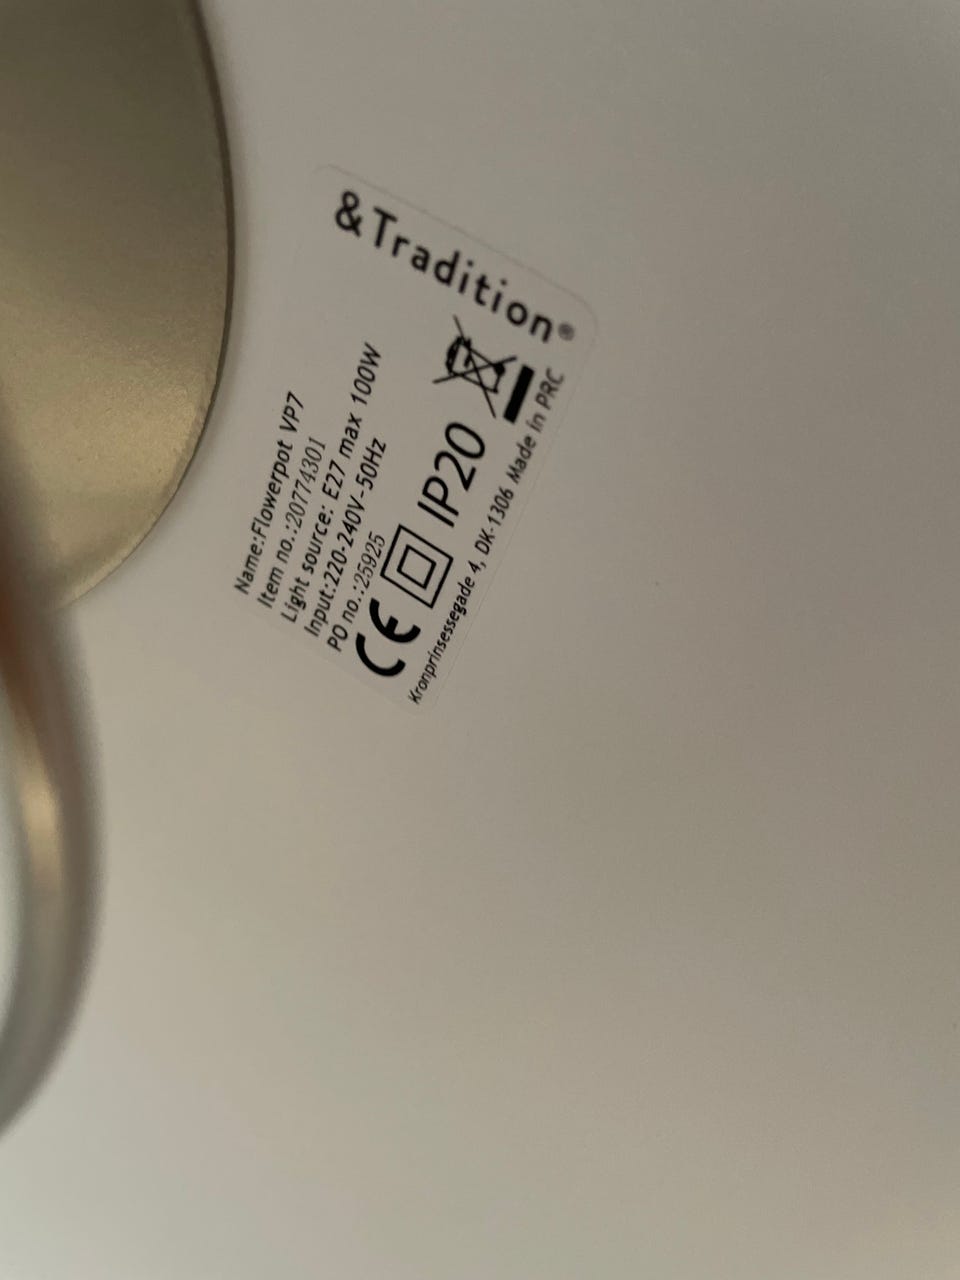 &Tradition®
Name:Flowerpot VP7
Item no.:20774301
Light source: E27 max 100W
Input:220-240V-50Hz
PO no.:25925
CE IP20
Kronprinsessegade 4, DK-1306 Made in PRC